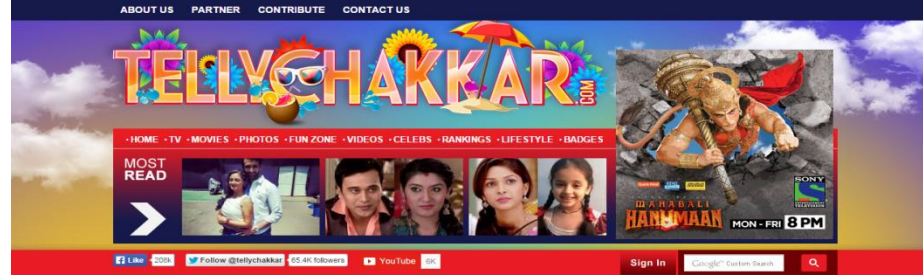 ABOUT US PARTNER CONTRIBUTE CONTACT US
TELLYCHAKKAR.COM
• HOME • TV • MOVIES • PHOTOS • FUN ZONE • VIDEOS • CELEBS • RANKINGS • LIFESTYLE • BADGES
MOST
READ
SONY
MAHABALI
HANUMAAN
MON - FRI 8 PM
Like 208k Follow @tellychakkar 65.4K followers YouTube 6K
Sign In Google™ Custom Search